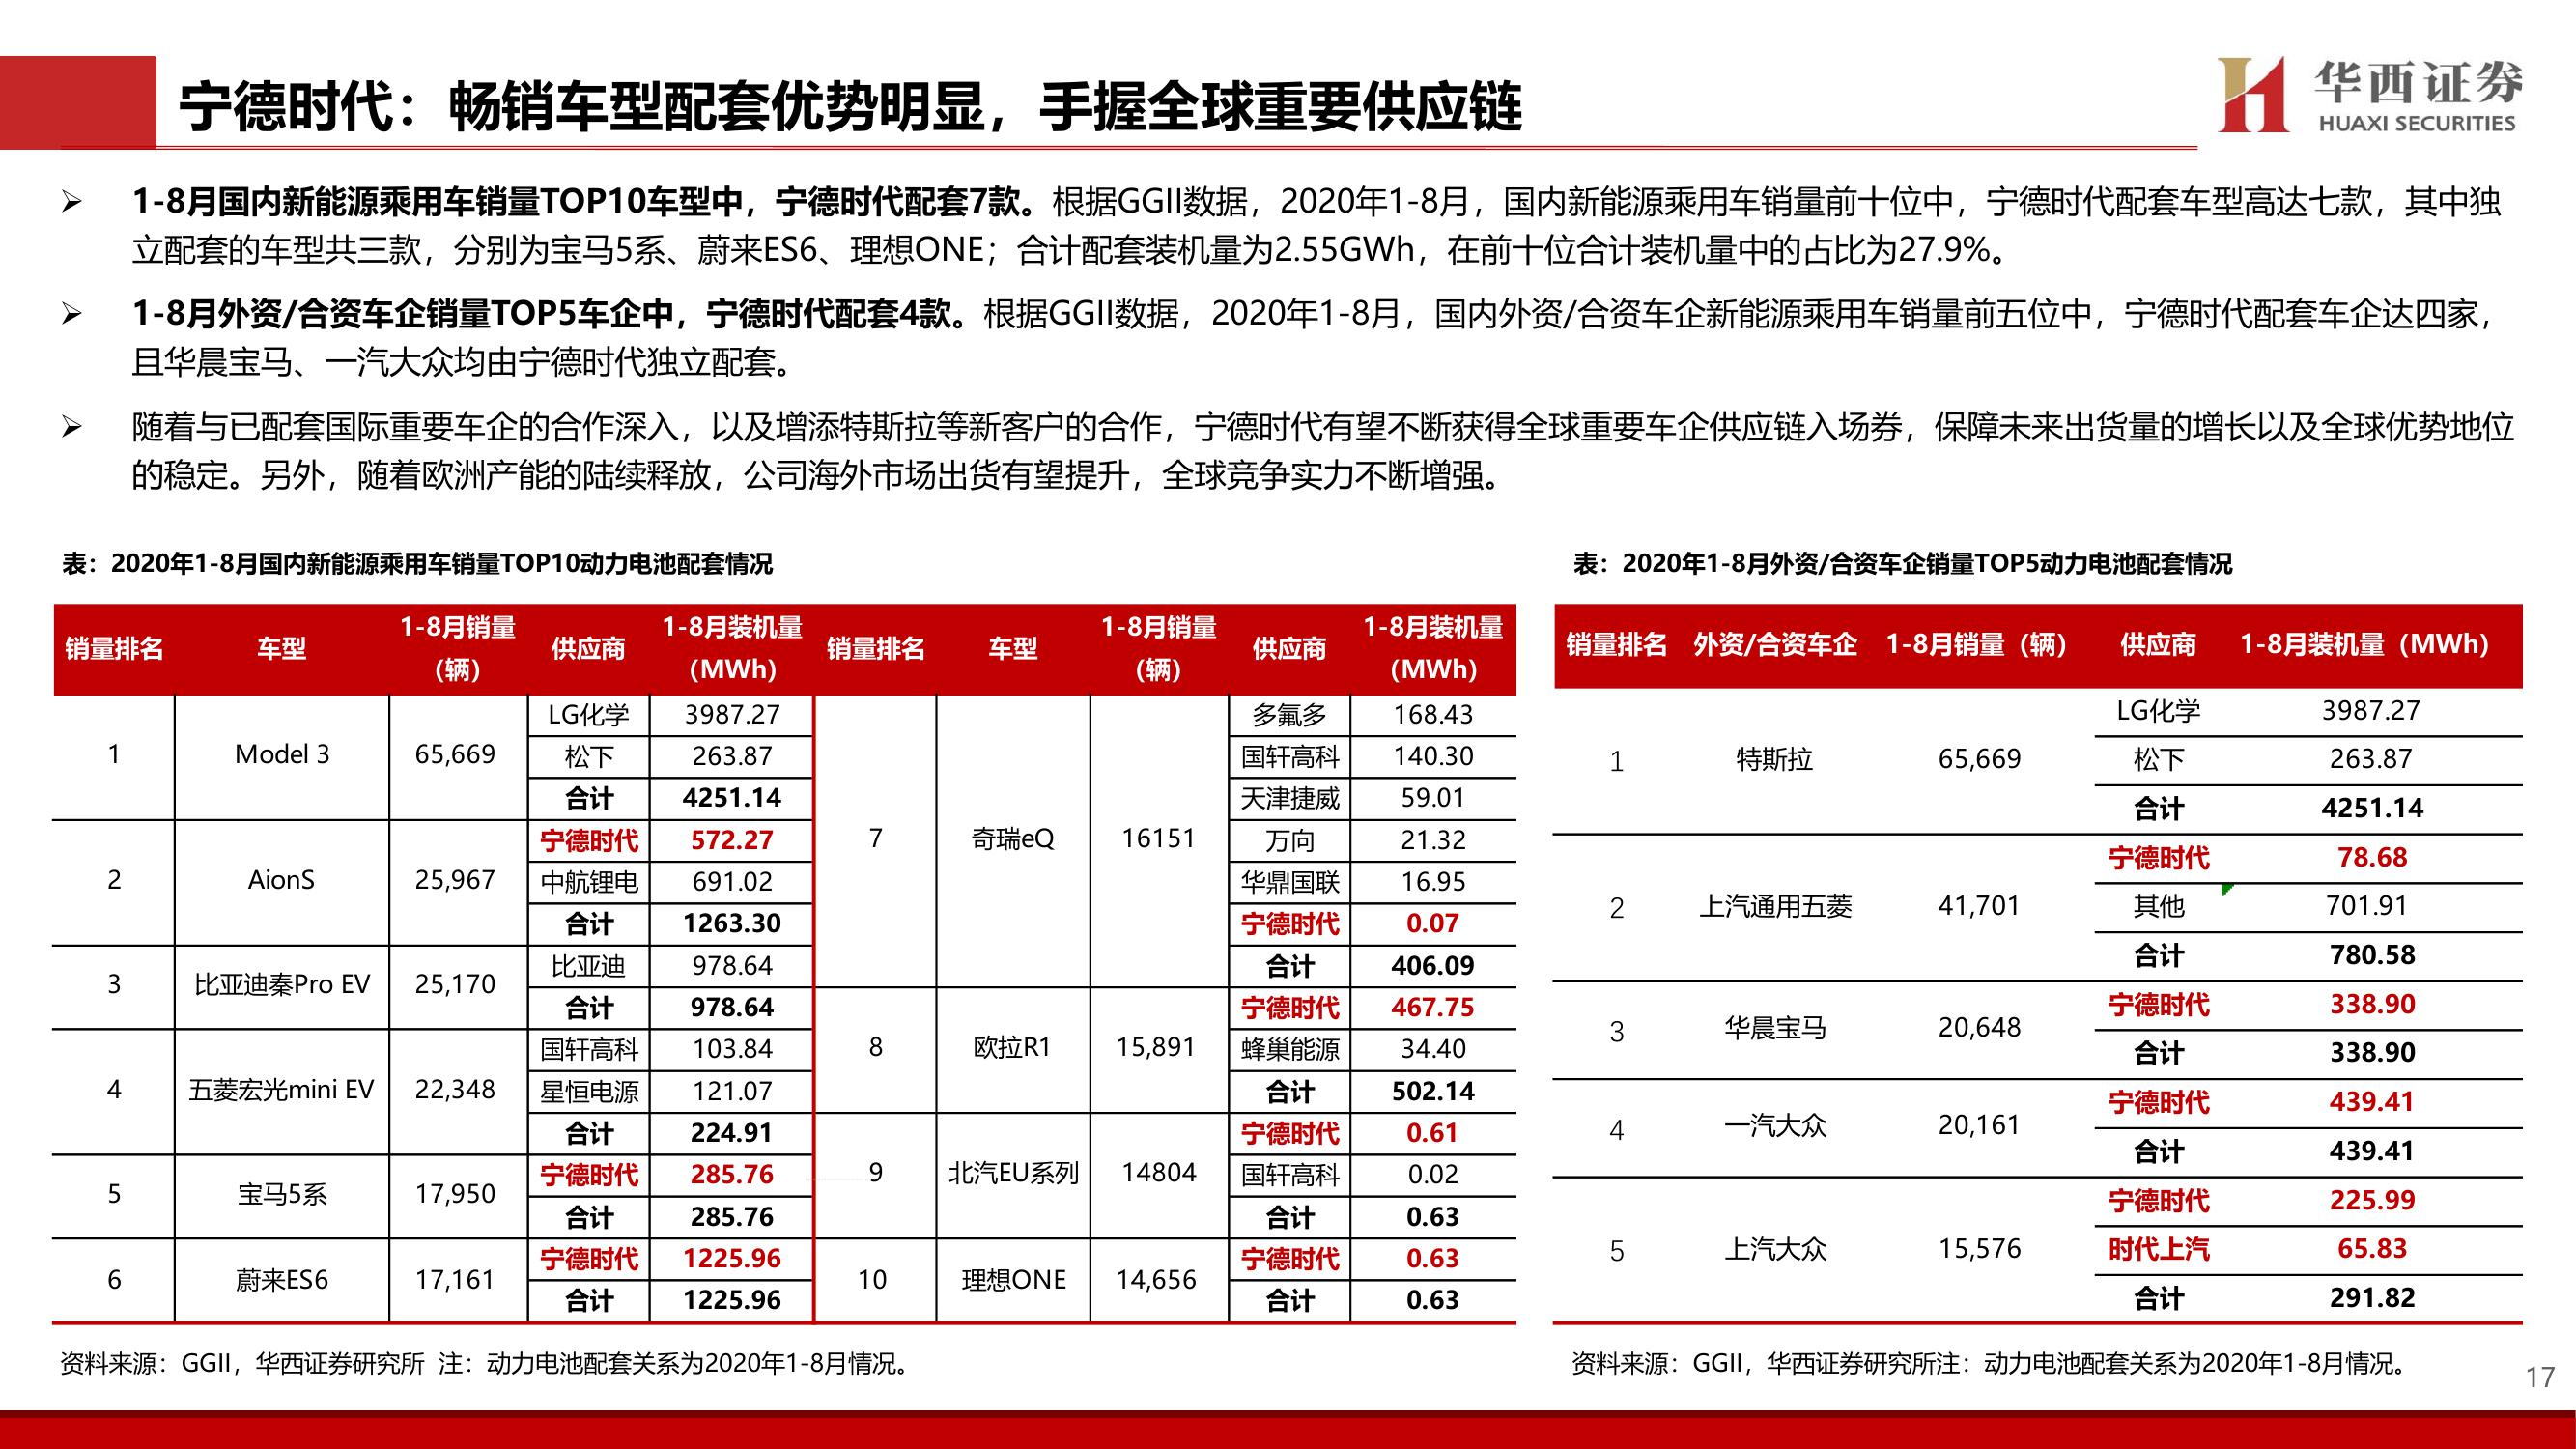 宁德时代：畅销车型配套优势明显，手握全球重要供应链
华西证券
HUAXI SECURITIES
➢ 1-8月国内新能源乘用车销量TOP10车型中，宁德时代配套7款。根据GGII数据，2020年1-8月，国内新能源乘用车销量前十位中，宁德时代配套车型高达七款，其中独
立配套的车型共三款，分别为宝马5系、蔚来ES6、理想ONE；合计配套装机量为2.55GWh，在前十位合计装机量中的占比为27.9%。
➢ 1-8月外资/合资车企销量TOP5车企中，宁德时代配套4款。根据GGII数据，2020年1-8月，国内外资/合资车企新能源乘用车销量前五位中，宁德时代配套车企达四家，
且华晨宝马、一汽大众均由宁德时代独立配套。
➢ 随着与已配套国际重要车企的合作深入，以及增添特斯拉等新客户的合作，宁德时代有望不断获得全球重要车企供应链入场券，保障未来出货量的增长以及全球优势地位
的稳定。另外，随着欧洲产能的陆续释放，公司海外市场出货有望提升，全球竞争实力不断增强。
表：2020年1-8月国内新能源乘用车销量TOP10动力电池配套情况
销量排名 车型 1-8月销量（辆） 供应商 1-8月装机量（MWh）
1 Model 3 65,669 LG化学 3987.27
松下 263.87
合计 4251.14
2 AionS 25,967 宁德时代 572.27
中航锂电 691.02
合计 1263.30
3 比亚迪秦Pro EV 25,170 比亚迪 978.64
合计 978.64
4 五菱宏光mini EV 22,348 国轩高科 103.84
星恒电源 121.07
合计 224.91
5 宝马5系 17,950 宁德时代 285.76
合计 285.76
6 蔚来ES6 17,161 宁德时代 1225.96
合计 1225.96
销量排名 车型 1-8月销量（辆） 供应商 1-8月装机量（MWh）
7 奇瑞eQ 16151 多氟多 168.43
国轩高科 140.30
天津捷威 59.01
万向 21.32
华鼎国联 16.95
宁德时代 0.07
合计 406.09
8 欧拉R1 15,891 宁德时代 467.75
蜂巢能源 34.40
合计 502.14
9 北汽EU系列 14804 宁德时代 0.61
国轩高科 0.02
合计 0.63
10 理想ONE 14,656 宁德时代 0.63
合计 0.63
资料来源：GGII，华西证券研究所 注：动力电池配套关系为2020年1-8月情况。
表：2020年1-8月外资/合资车企销量TOP5动力电池配套情况
销量排名 外资/合资车企 1-8月销量（辆） 供应商 1-8月装机量（MWh）
1 特斯拉 65,669 LG化学 3987.27
松下 263.87
合计 4251.14
2 上汽通用五菱 41,701 宁德时代 78.68
其他 701.91
合计 780.58
3 华晨宝马 20,648 宁德时代 338.90
合计 338.90
4 一汽大众 20,161 宁德时代 439.41
合计 439.41
5 上汽大众 15,576 宁德时代 225.99
时代上汽 65.83
合计 291.82
资料来源：GGII，华西证券研究所注：动力电池配套关系为2020年1-8月情况。
17